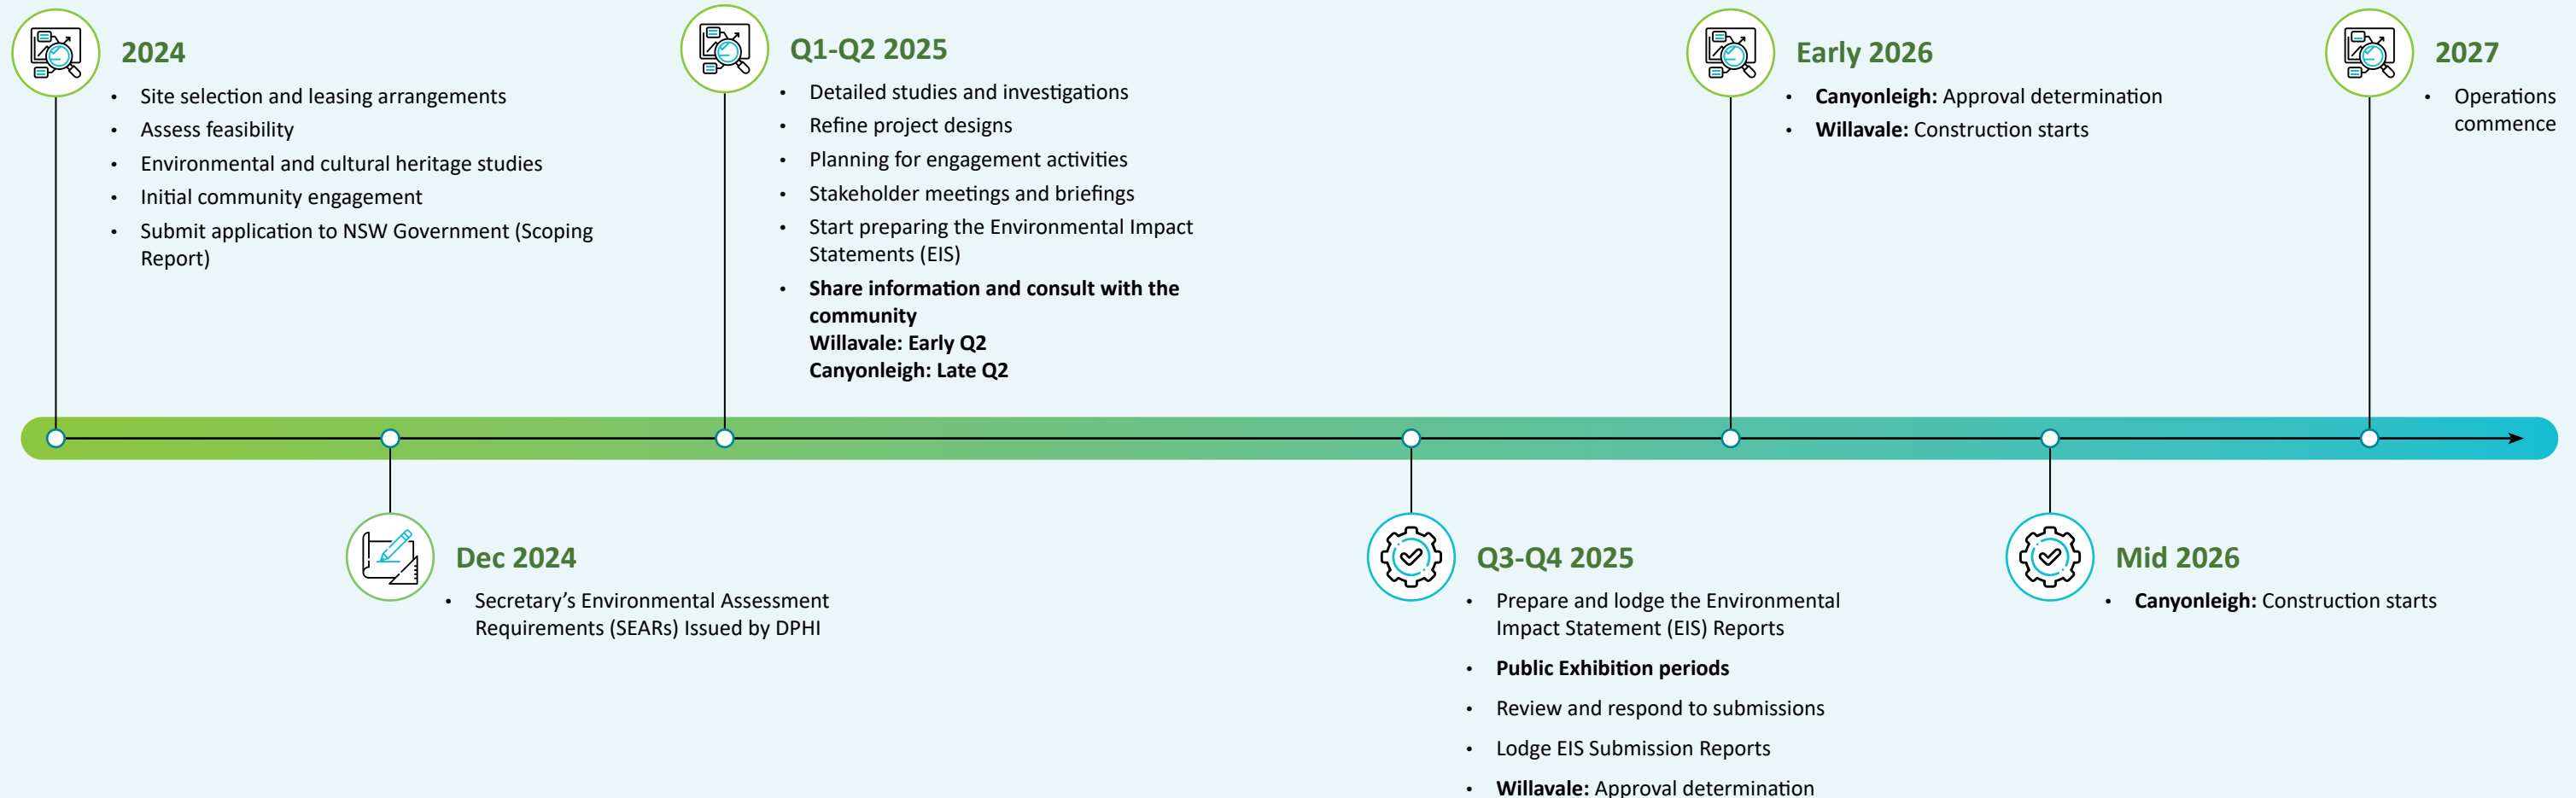 2024
• Site selection and leasing arrangements
• Assess feasibility
• Environmental and cultural heritage studies
• Initial community engagement
• Submit application to NSW Government (Scoping
Report)
Dec 2024
• Secretary’s Environmental Assessment
Requirements (SEARs) Issued by DPHI
Q1-Q2 2025
• Detailed studies and investigations
• Refine project designs
• Planning for engagement activities
• Stakeholder meetings and briefings
• Start preparing the Environmental Impact
Statements (EIS)
• Share information and consult with the
community
Willavale: Early Q2
Canyonleigh: Late Q2
Q3-Q4 2025
• Prepare and lodge the Environmental
Impact Statement (EIS) Reports
• Public Exhibition periods
• Review and respond to submissions
• Lodge EIS Submission Reports
• Willavale: Approval determination
Early 2026
• Canyonleigh: Approval determination
• Willavale: Construction starts
Mid 2026
• Canyonleigh: Construction starts
2027
• Operations
commence